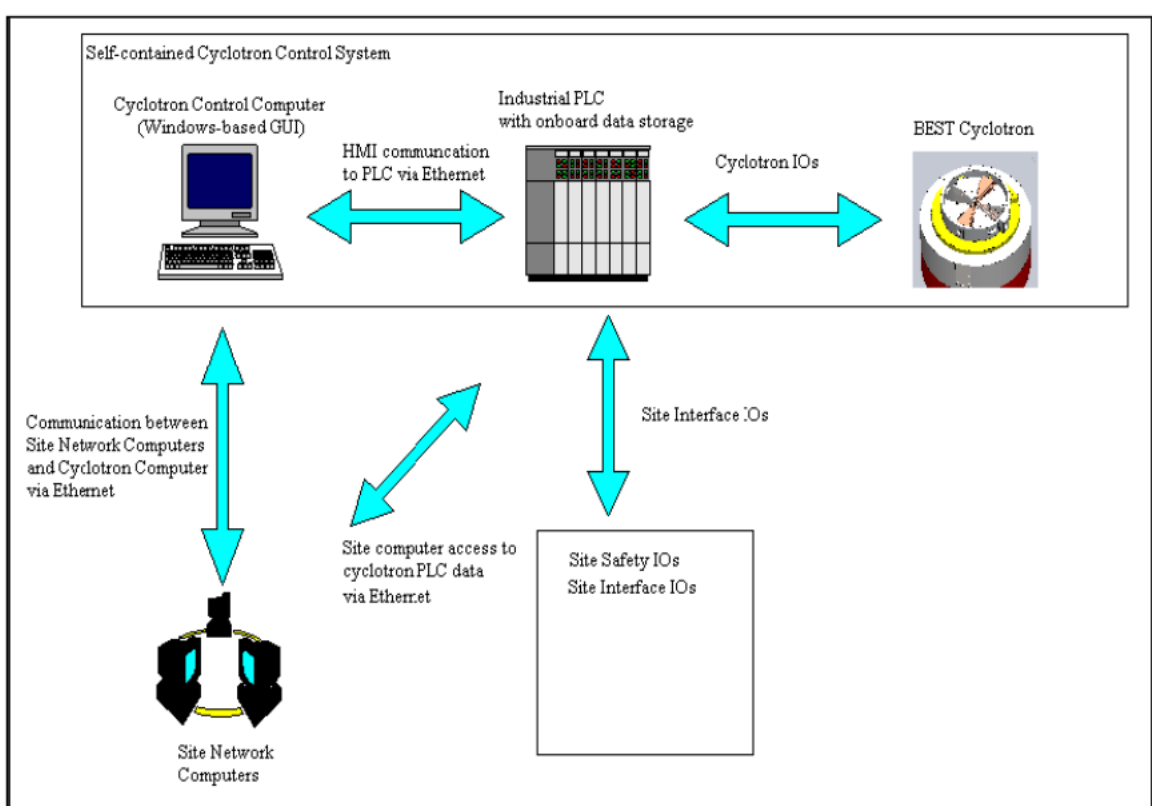 Self-contained Cyclotron Control System
Cyclotron Control Computer
(Windows-based GUI)
HMI communcation
to PLC via Ethernet
Industrial PLC
with onboard data storage
Cyclotron IOs
BEST Cyclotron
Communication between
Site Network Computers
and Cyclotron Computer
via Ethernet
Site computer access to
cyclotron PLC data
via Ethernet
Site Interface IOs
Site Safety IOs
Site Interface IOs
Site Network
Computers